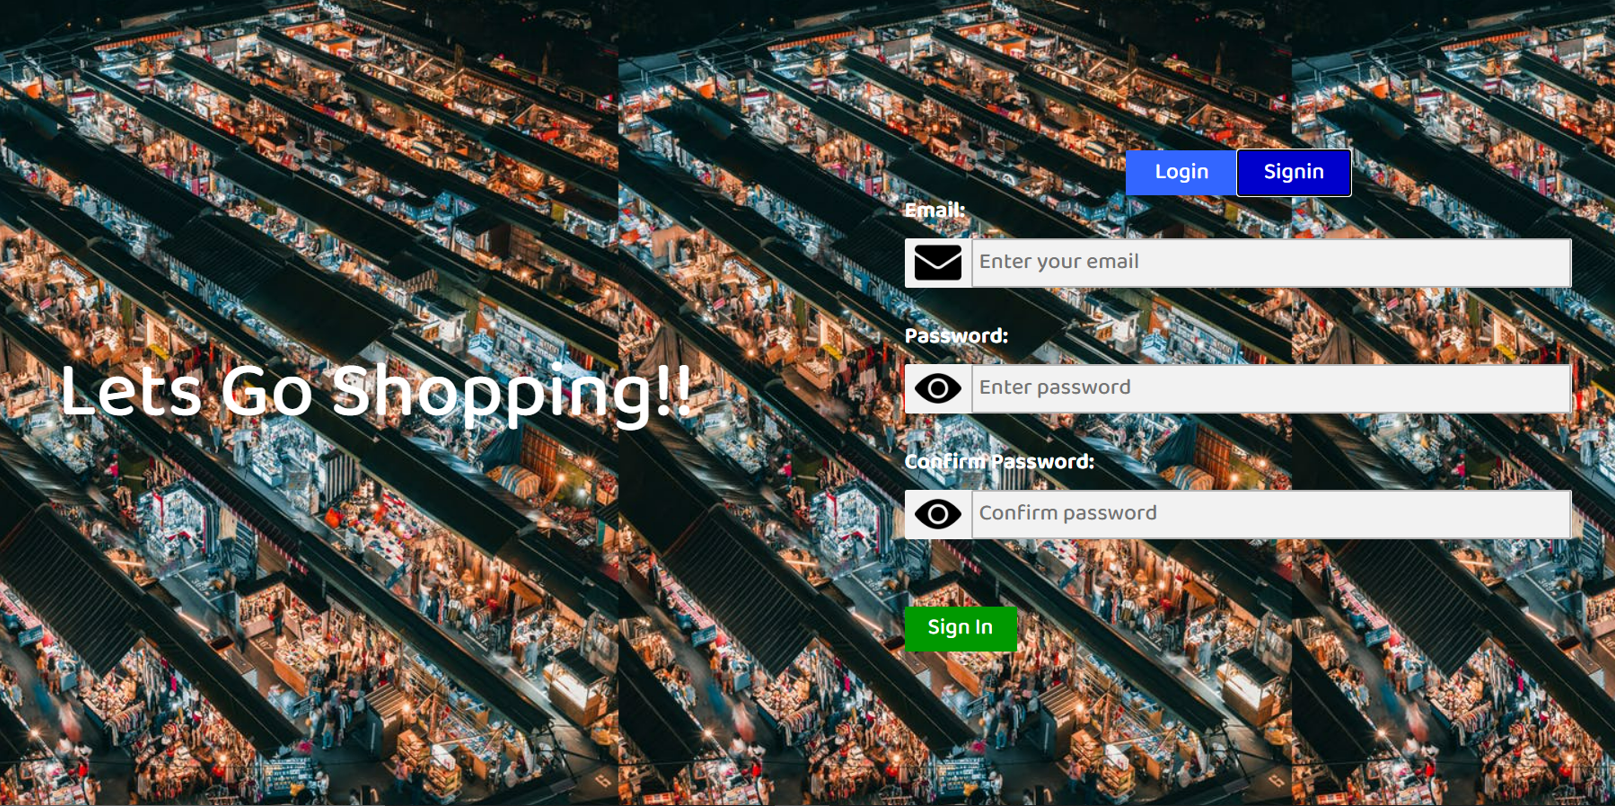 Login Signin
Email:
Enter your email
Password:
Enter password
Lets Go Shopping!!
Confirm Password:
Confirm password
Sign In